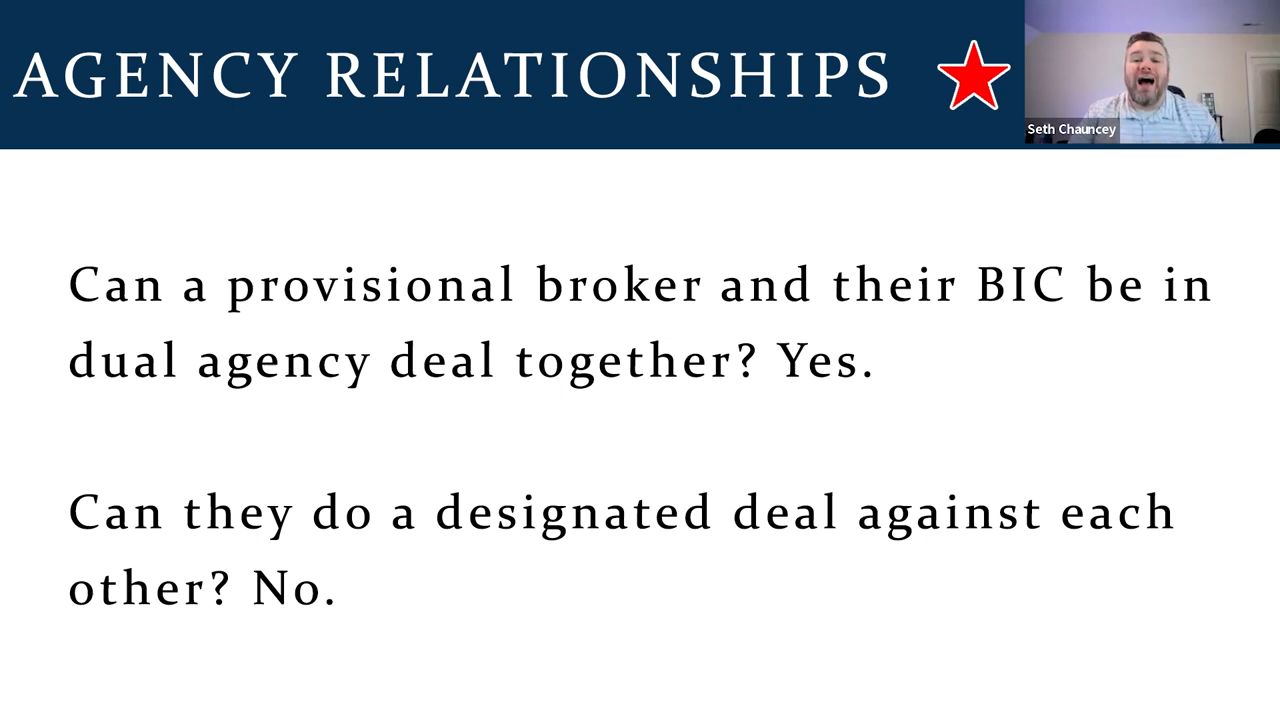 AGENCY RELATIONSHIPS
Seth Chauncey
Can a provisional broker and their BIC be in
dual agency deal together? Yes.
Can they do a designated deal against each
other? No.